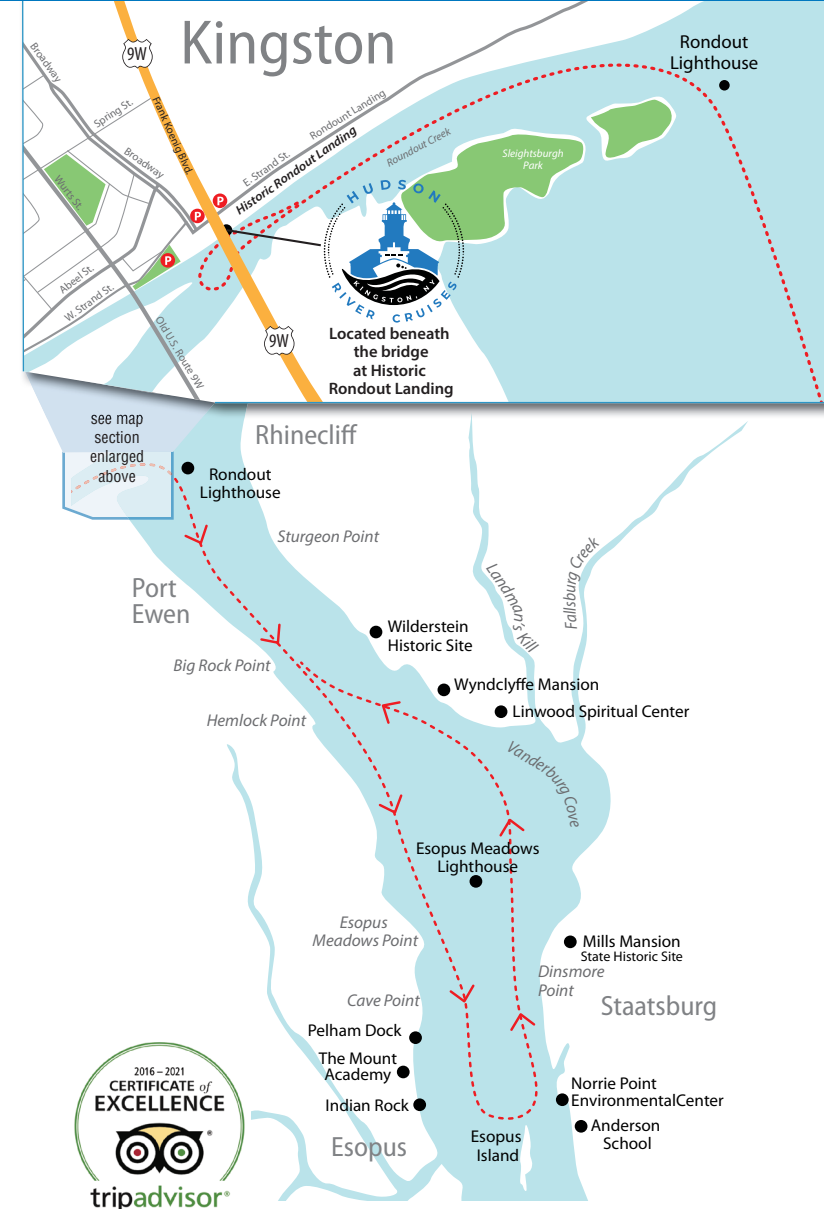 Kingston
9W
Broadway
Spring St.
Broadway
Frank Koenig Blvd.
Wurts St.
Abeel St.
W. Strand St.
Old U.S. Route 9W
P
P
P
E. Strand St.
Rondount Landing
Historic Rondout Landing
Roundout Creek
Sleightsburgh
Park
Rondout
Lighthouse
HUDSON
RIVER CRUISES
KINGSTON, NY
Located beneath
the bridge
at Historic
Rondout Landing
9W
see map
section
enlarged
above
Rhinecliff
Rondout
Lighthouse
Sturgeon Point
Port
Ewen
Landman's Kill
Fallsburg Creek
Wilderstein
Historic Site
Big Rock Point
Wyndclyffe Mansion
Linwood Spiritual Center
Hemlock Point
Vanderburg Cove
Esopus Meadows
Lighthouse
Esopus
Meadows Point
Mills Mansion
State Historic Site
Dinsmore
Point
Cave Point
Staatsburg
Pelham Dock
The Mount
Academy
Indian Rock
Norrie Point
EnvironmentalCenter
Anderson
School
Esopus
Esopus
Island
2016 – 2021
CERTIFICATE of
EXCELLENCE
®
tripadvisor®